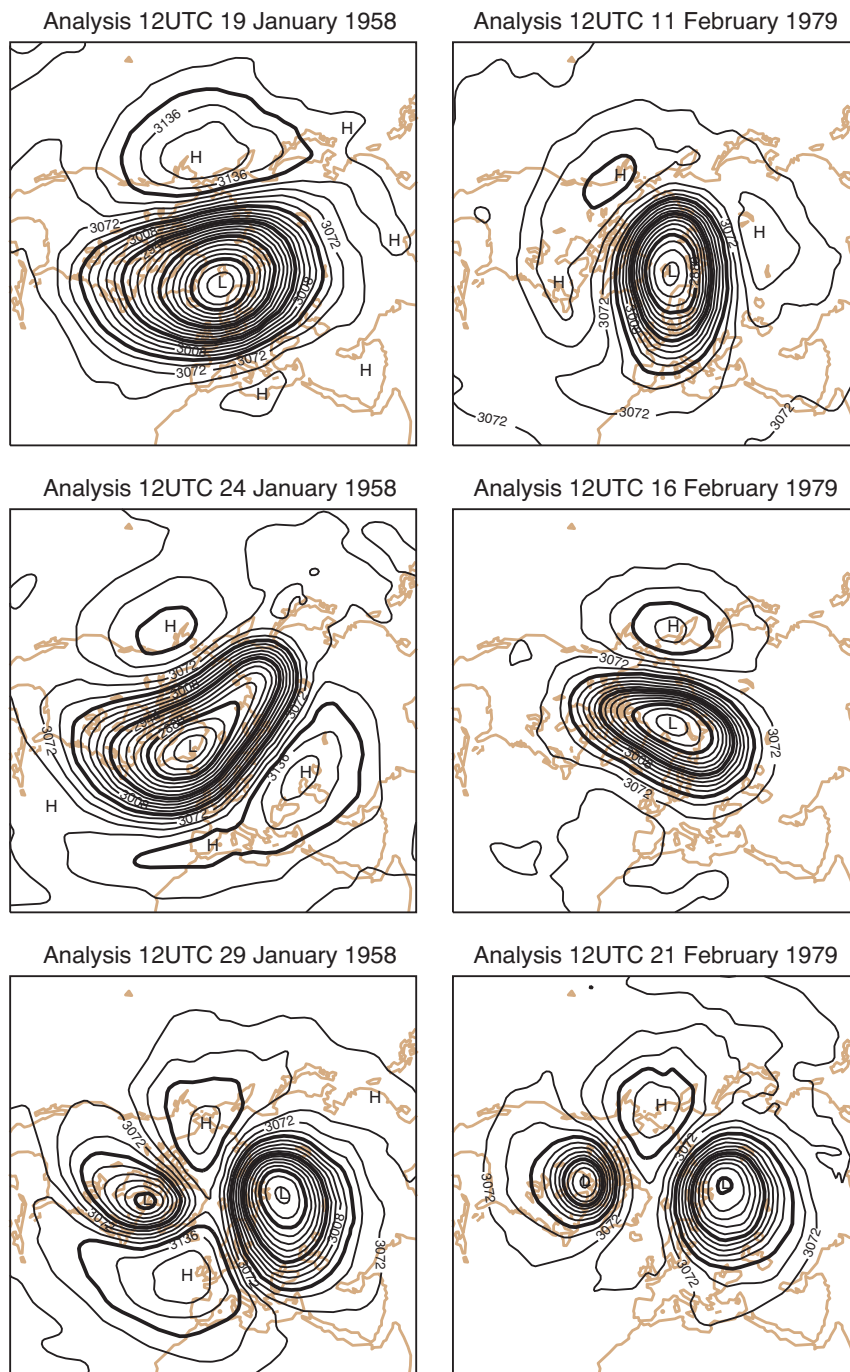 Analysis 12UTC 19 January 1958
3136
H
H
3136
3072
3008
3072
H
L
3008
3008
3072
3072
H
H
Analysis 12UTC 11 February 1979
H
3072
H
L
H
3008
3072
3072
3072
Analysis 12UTC 24 January 1958
H
3072
3008
3072
2880
3072
L
3136
H
H
3008
3072
H
Analysis 12UTC 16 February 1979
H
3072
L
3072
3008
Analysis 12UTC 29 January 1958
H
H
3072
3072
L
L
3008
3072
3136
3072
H
Analysis 12UTC 21 February 1979
H
3072
L
L
3072
3072
3072
3072